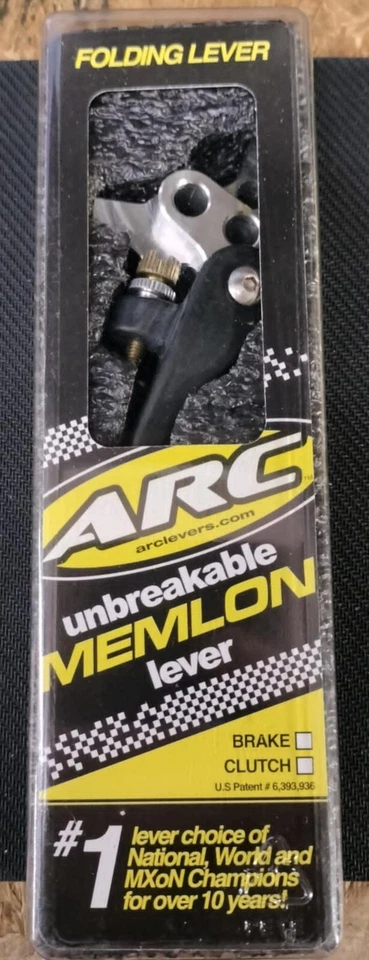 FOLDING LEVER
ARC™
arclevers.com
unbreakable
MEMLON
lever
BRAKE
CLUTCH
U.S Patent # 6,393,936
#1
lever choice of
National, World and
MXoN Champions
for over 10 years!